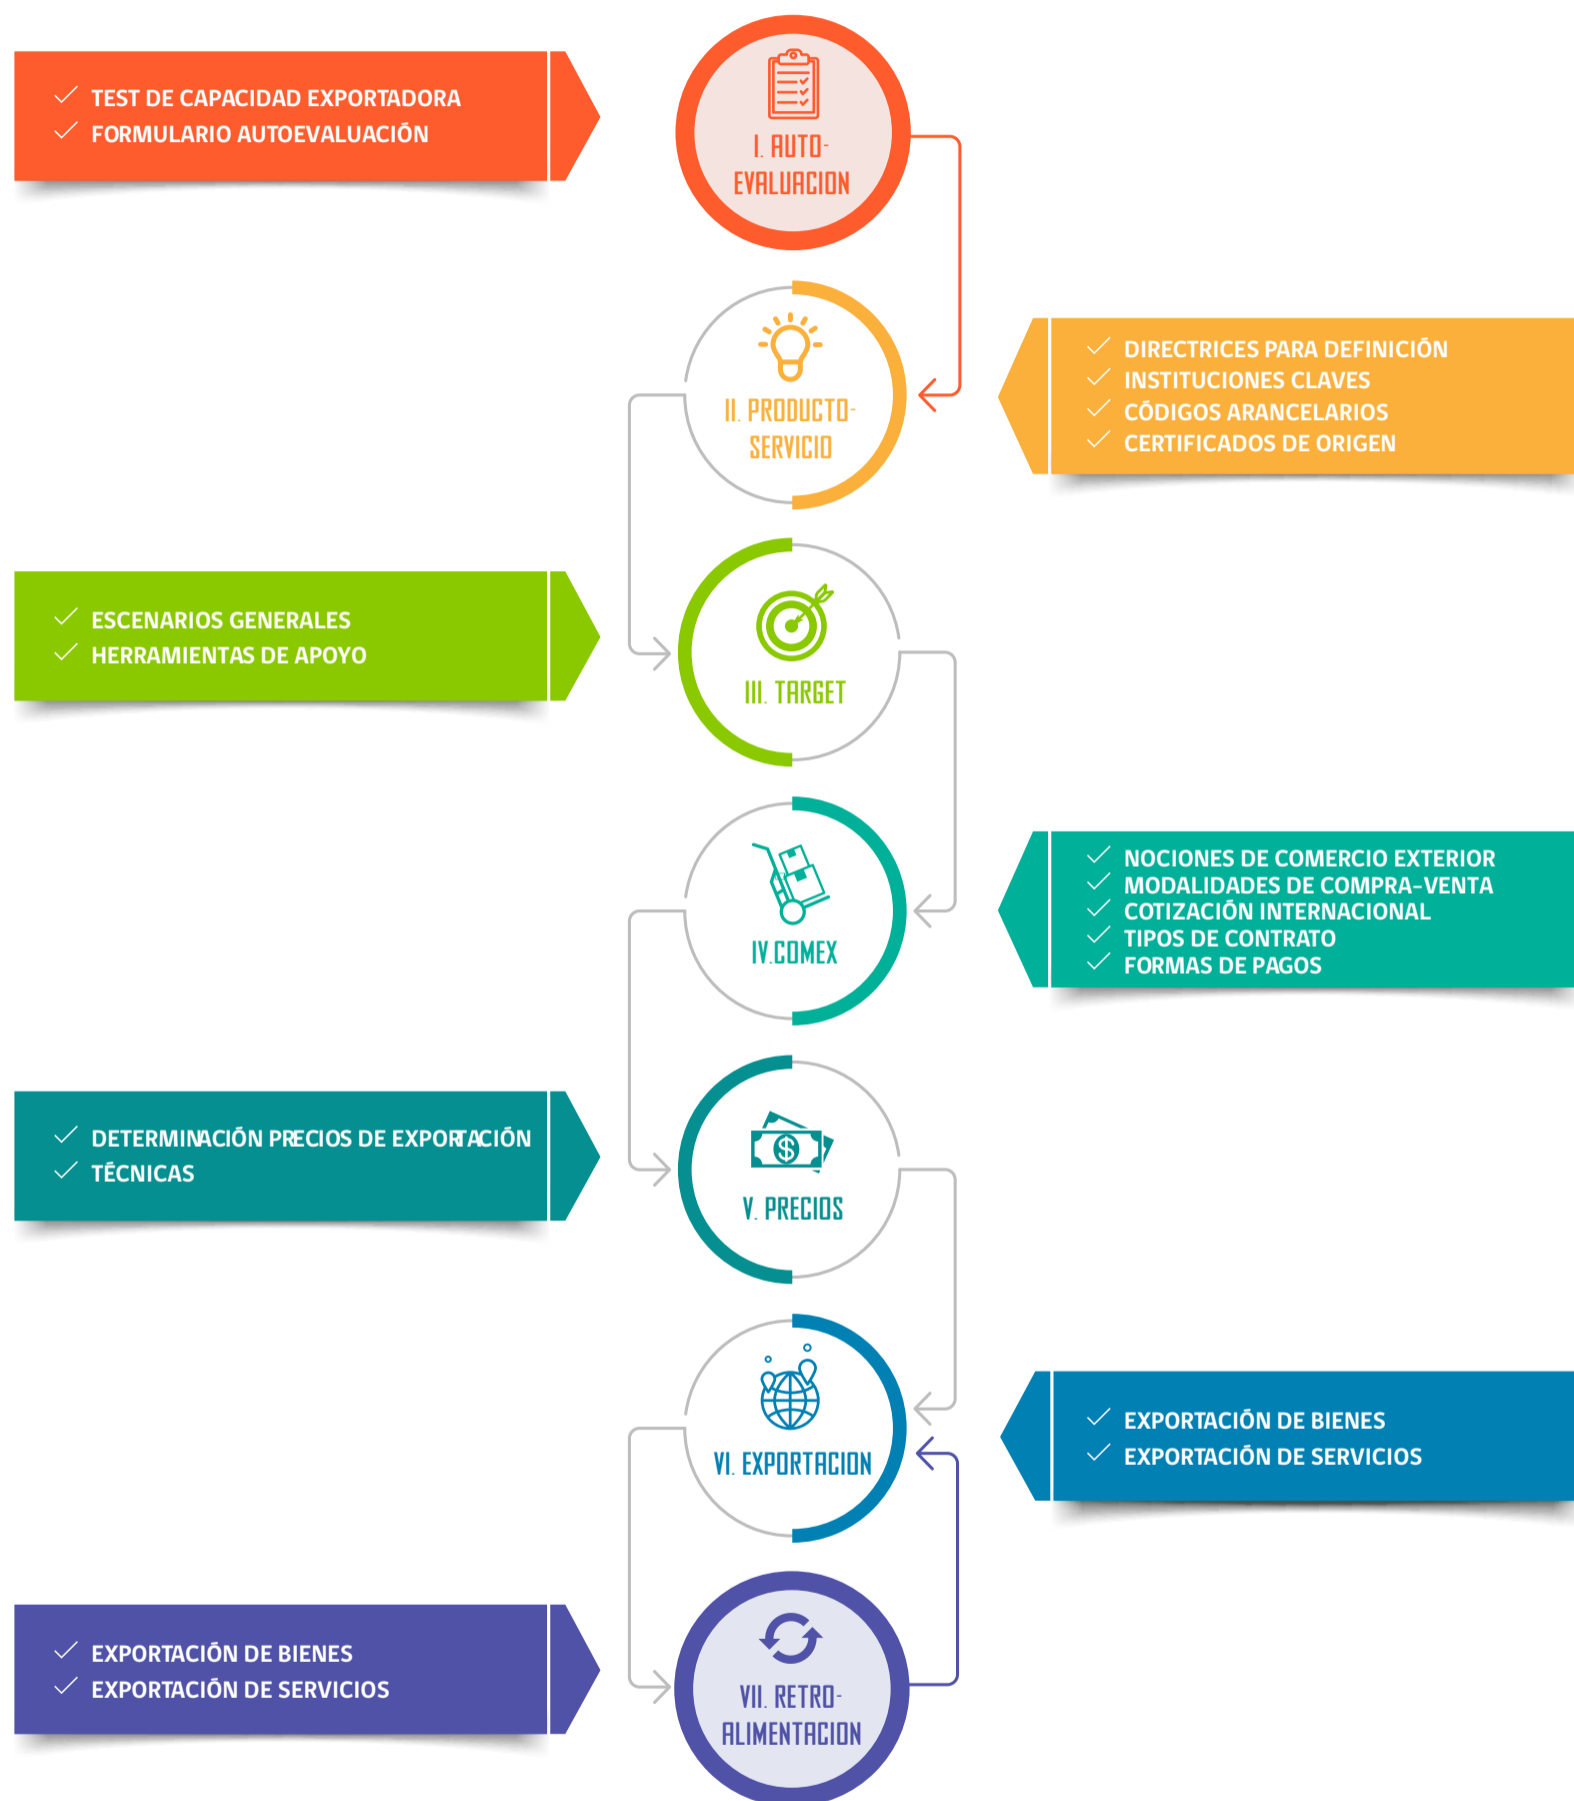 TEST DE CAPACIDAD EXPORTADORA
FORMULARIO AUTOEVALUACIÓN
I. AUTO-
EVALUACION
II. PRODUCTO-
SERVICIO
DIRECTRICES PARA DEFINICIÓN
INSTITUCIONES CLAVES
CÓDIGOS ARANCELARIOS
CERTIFICADOS DE ORIGEN
ESCENARIOS GENERALES
HERRAMIENTAS DE APOYO
III. TARGET
IV.COMEX
NOCIONES DE COMERCIO EXTERIOR
MODALIDADES DE COMPRA-VENTA
COTIZACIÓN INTERNACIONAL
TIPOS DE CONTRATO
FORMAS DE PAGOS
DETERMINACIÓN PRECIOS DE EXPORTACIÓN
TÉCNICAS
$
V. PRECIOS
VI. EXPORTACION
EXPORTACIÓN DE BIENES
EXPORTACIÓN DE SERVICIOS
EXPORTACIÓN DE BIENES
EXPORTACIÓN DE SERVICIOS
VII. RETRO-
ALIMENTACION